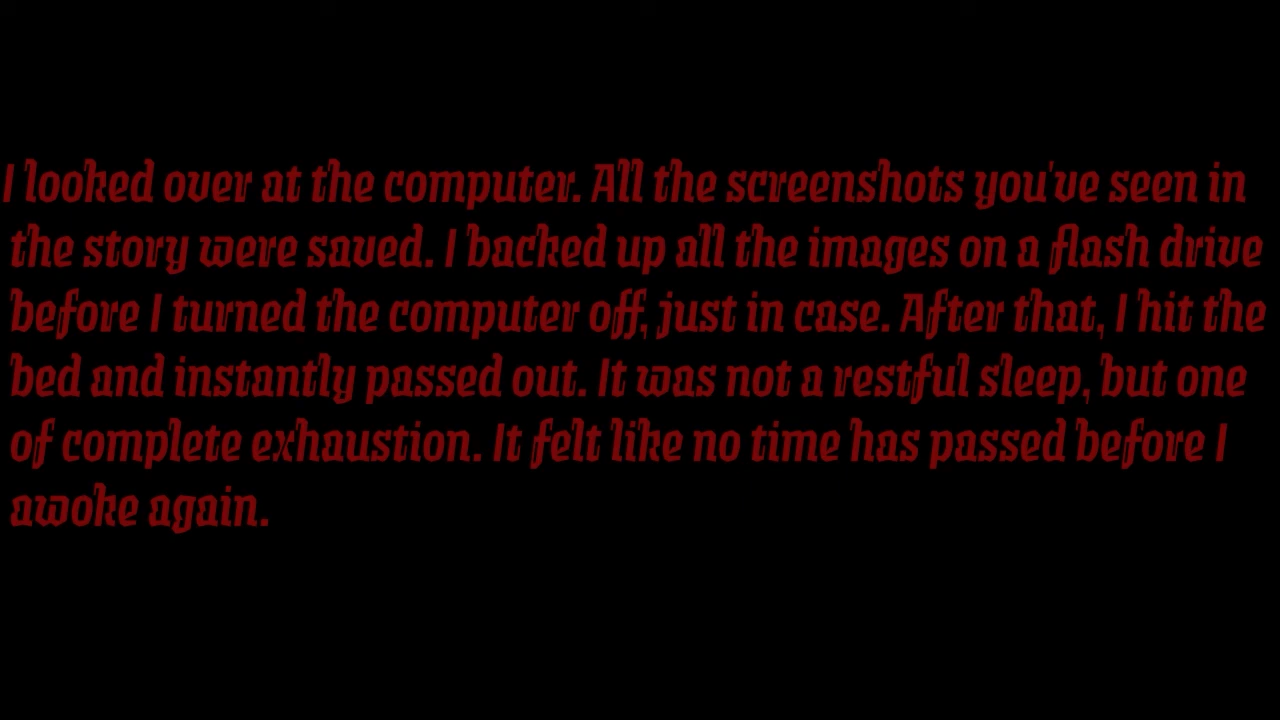 I looked over at the computer. All the screenshots you've seen in
the story were saved. I backed up all the images on a flash drive
before I turned the computer off, just in case. After that, I hit the
bed and instantly passed out. It was not a restful sleep, but one
of complete exhaustion. It felt like no time has passed before I
awoke again.